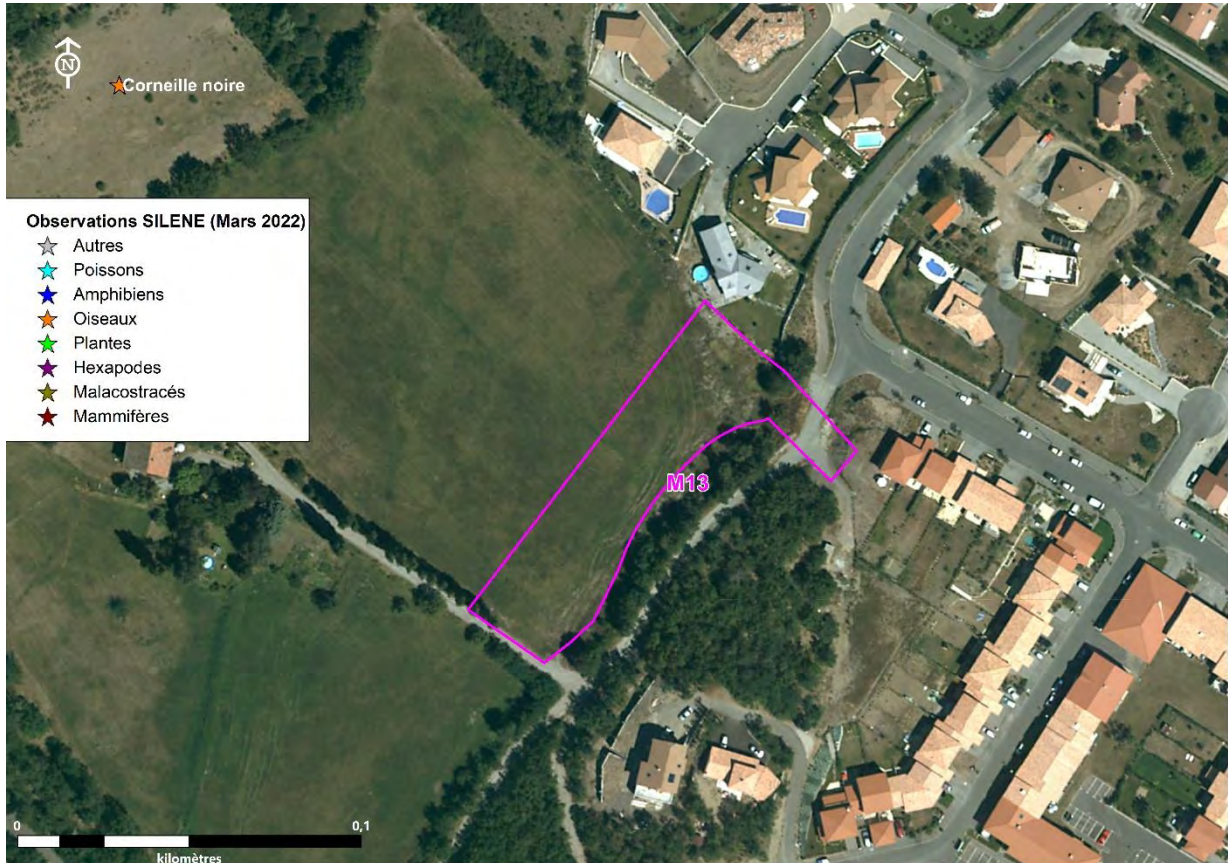 N
Corneille noire
Observations SILENE (Mars 2022)
Autres
Poissons
Amphibiens
Oiseaux
Plantes
Hexapodes
Malacostracés
Mammifères
M13
0 0,1
kilomètres